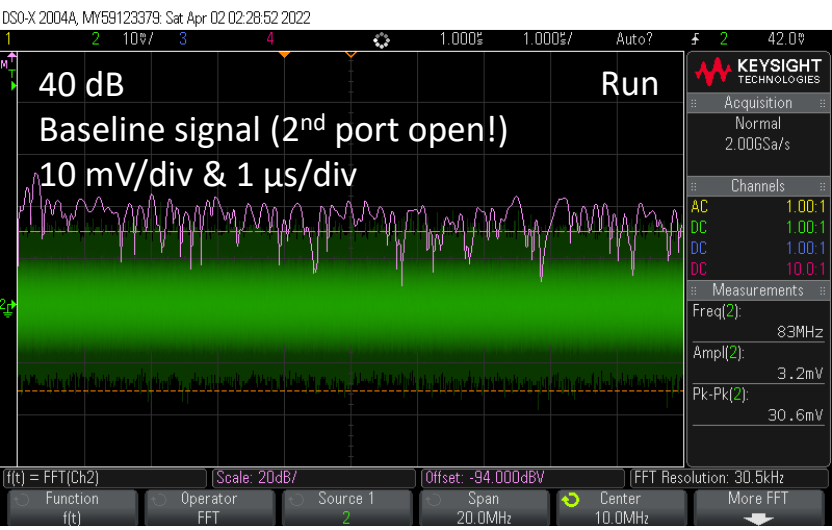 DSO-X 2004A, MY59123379: Sat Apr 02 02:28:52 2022
1 2 10V/ 3 4 1.000s 1.000s/ Auto? 2 42.0V
M
T
40 dB Run
Baseline signal (2nd port open!)
10 mV/div & 1 µs/div
2
KEYSIGHT
TECHNOLOGIES
Acquisition
Normal
2.00GSa/s
Channels
AC 1.00:1
DC 1.00:1
DC 1.00:1
DC 10.0:1
Measurements
Freq(2):
83MHz
Ampl(2):
3.2mV
Pk-Pk(2):
30.6mV
f(t) = FFT(Ch2) Scale: 20dB/ Offset: -94.000dBV FFT Resolution: 30.5kHz
Function Operator Source 1 Span Center More FFT
f(t) FFT 2 20.0MHz 10.0MHz